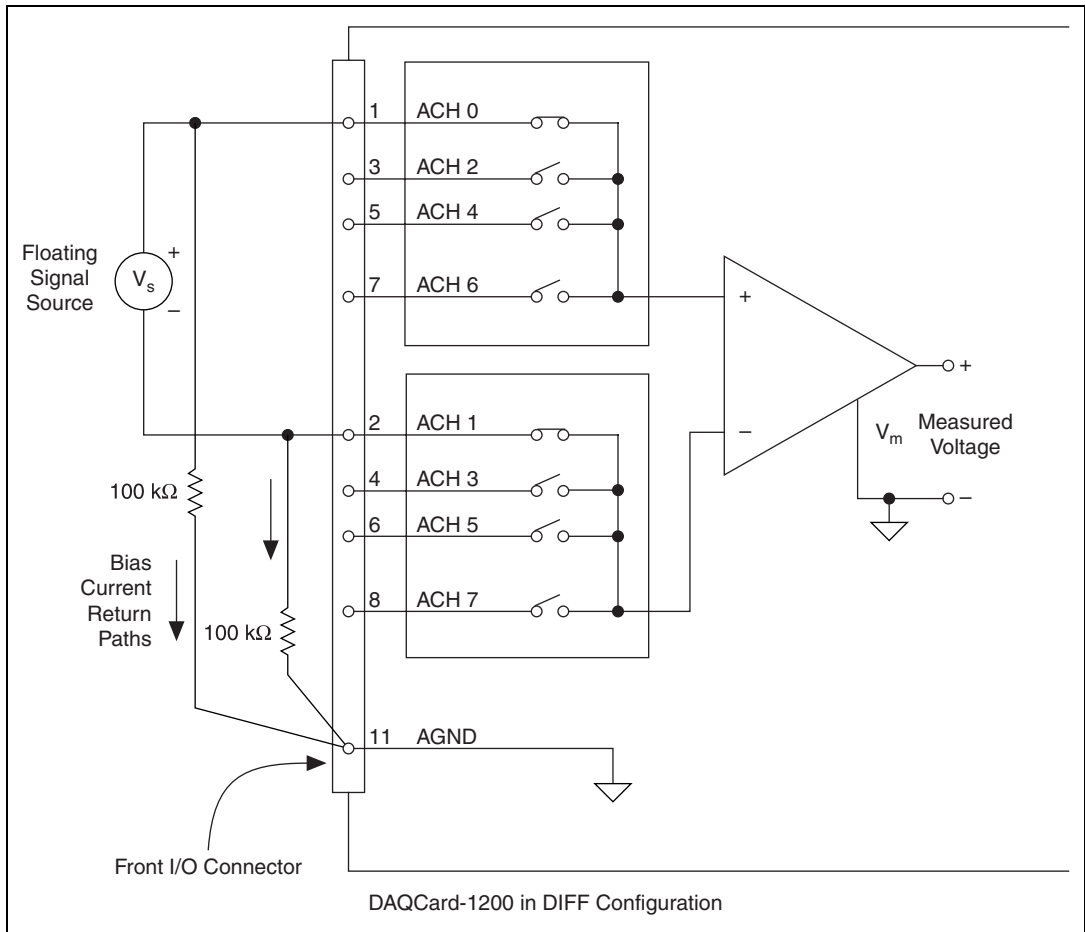 1 ACH 0
3 ACH 2
5 ACH 4
7 ACH 6
Floating
Signal
Source
+
Vs
–
+
–
2 ACH 1
4 ACH 3
6 ACH 5
8 ACH 7
+
Vm
Measured
Voltage
–
100 kΩ
Bias
Current
Return
Paths
100 kΩ
11 AGND
Front I/O Connector
DAQCard-1200 in DIFF Configuration